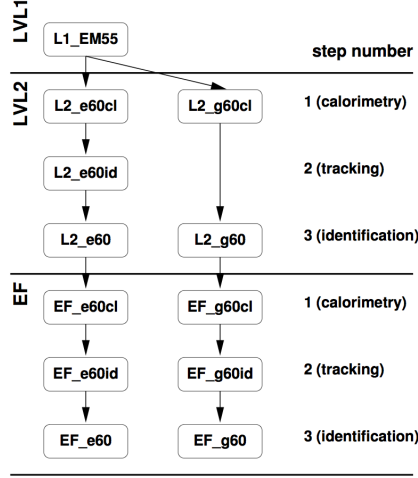 LVL1
L1_EM55
step number
LVL2
L2_e60cl
L2_g60cl
1 (calorimetry)
L2_e60id
2 (tracking)
L2_e60
L2_g60
3 (identification)
EF
EF_e60cl
EF_g60cl
1 (calorimetry)
EF_e60id
EF_g60id
2 (tracking)
EF_e60
EF_g60
3 (identification)